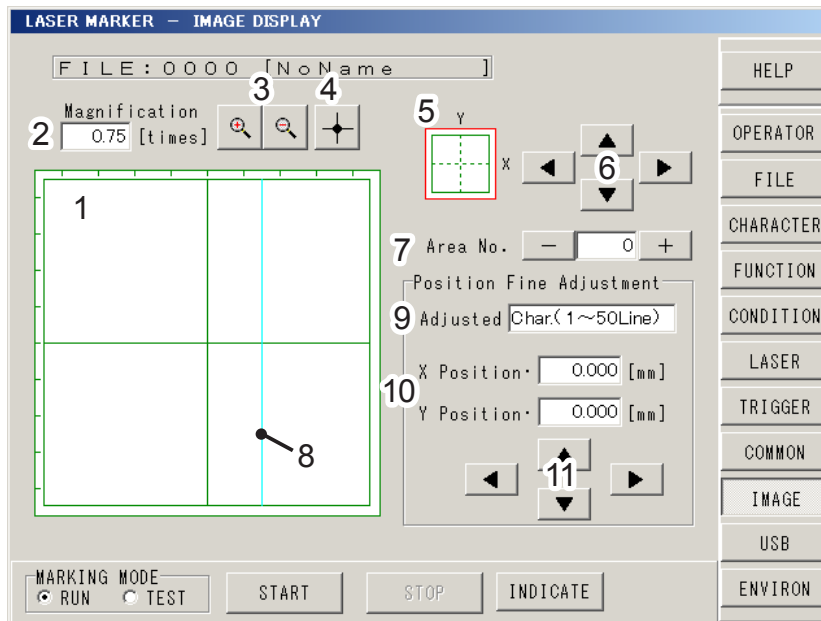 LASER MARKER － IMAGE DISPLAY
FILE:0000 [NoName ]
HELP
3
4
Magnification
2 0.75 [times]
5
Y
X
6
OPERATOR
FILE
1
CHARACTER
7 Area No. － 0 ＋
FUNCTION
Position Fine Adjustment
9 Adjusted Char.(1～50Line)
CONDITION
LASER
X Position･ 0.000 [mm]
10
Y Position･ 0.000 [mm]
TRIGGER
8
COMMON
11
IMAGE
USB
MARKING MODE
RUN TEST START STOP INDICATE
ENVIRON